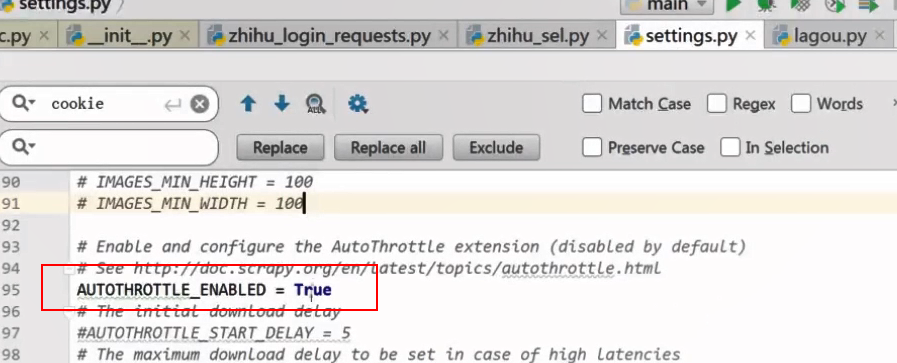 settings.py
main
c.py
__init__.py
zhihu_login_requests.py
zhihu_sel.py
settings.py
lagou.py
cookie
Match Case
Regex
Words
Replace
Replace all
Exclude
Preserve Case
In Selection
90 # IMAGES_MIN_HEIGHT = 100
91 # IMAGES_MIN_WIDTH = 100
92
93 # Enable and configure the AutoThrottle extension (disabled by default)
94 # See http://doc.scrapy.org/en/latest/topics/autothrottle.html
95 AUTOTHROTTLE_ENABLED = True
96 # The initial download delay
97 #AUTOTHROTTLE_START_DELAY = 5
98 # The maximum download delay to be set in case of high latencies